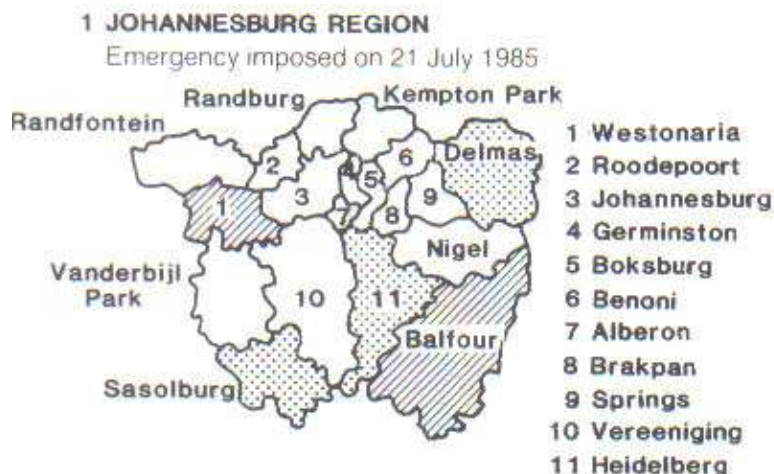 1 JOHANNESBURG REGION
Emergency imposed on 21 July 1985
Randburg
Kempton Park
Randfontein
Delmas
2
4
6
5
3
9
1
7
8
Nigel
Vanderbijl
Park
10
11
Balfour
Sasolburg
1 Westonaria
2 Roodepoort
3 Johannesburg
4 Germinston
5 Boksburg
6 Benoni
7 Alberon
8 Brakpan
9 Springs
10 Vereeniging
11 Heidelberg